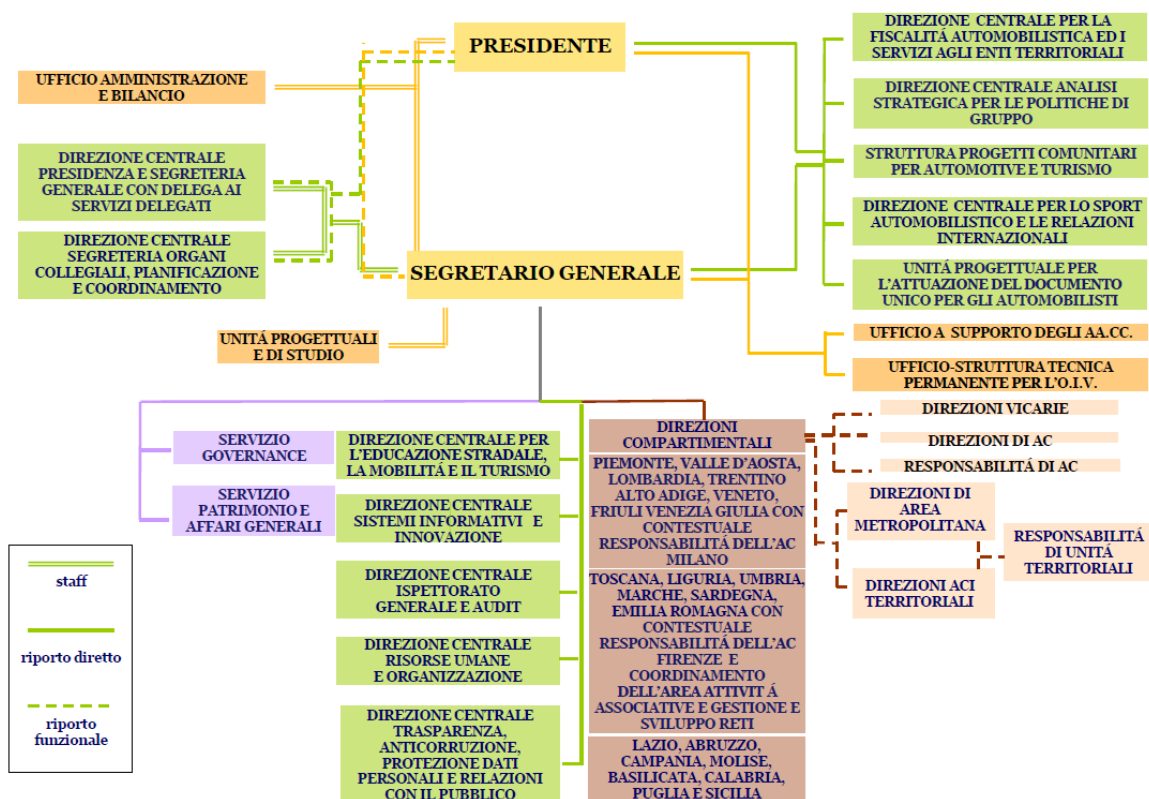 PRESIDENTE
UFFICIO AMMINISTRAZIONE
E BILANCIO
DIREZIONE CENTRALE
PRESIDENZA E SEGRETERIA
GENERALE CON DELEGA AI
SERVIZI DELEGATI
DIREZIONE CENTRALE
SEGRETERIA ORGANI
COLLEGIALI, PIANIFICAZIONE
E COORDINAMENTO
SEGRETARIO GENERALE
UNITÁ PROGETTUALI
E DI STUDIO
DIREZIONE CENTRALE PER LA
FISCALITÁ AUTOMOBILISTICA ED I
SERVIZI AGLI ENTI TERRITORIALI
DIREZIONE CENTRALE ANALISI
STRATEGICA PER LE POLITICHE DI
GRUPPO
STRUTTURA PROGETTI COMUNITARI
PER AUTOMOTIVE E TURISMO
DIREZIONE CENTRALE PER LO SPORT
AUTOMOBILISTICO E LE RELAZIONI
INTERNAZIONALI
UNITÁ PROGETTUALE PER
L'ATTUAZIONE DEL DOCUMENTO
UNICO PER GLI AUTOMOBILISTI
UFFICIO A SUPPORTO DEGLI AA.CC.
UFFICIO-STRUTTURA TECNICA
PERMANENTE PER L'O.I.V.
SERVIZIO
GOVERNANCE
SERVIZIO
PATRIMONIO E
AFFARI GENERALI
DIREZIONE CENTRALE PER
L'EDUCAZIONE STRADALE,
LA MOBILITÁ E IL TURISMO
DIREZIONE CENTRALE
SISTEMI INFORMATIVI E
INNOVAZIONE
DIREZIONE CENTRALE
ISPETTORATO
GENERALE E AUDIT
DIREZIONE CENTRALE
RISORSE UMANE
E ORGANIZZAZIONE
DIREZIONE CENTRALE
TRASPARENZA,
ANTICORRUZIONE,
PROTEZIONE DATI
PERSONALI E RELAZIONI
CON IL PUBBLICO
DIREZIONI
COMPARTIMENTALI
PIEMONTE, VALLE D'AOSTA,
LOMBARDIA, TRENTINO
ALTO ADIGE, VENETO,
FRIULI VENEZIA GIULIA CON
CONTESTUALE
RESPONSABILITÁ DELL'AC
MILANO
TOSCANA, LIGURIA, UMBRIA,
MARCHE, SARDEGNA,
EMILIA ROMAGNA CON
CONTESTUALE
RESPONSABILITÁ DELL'AC
FIRENZE E
COORDINAMENTO
DELL'AREA ATTIVIT Á
ASSOCIATIVE E GESTIONE E
SVILUPPO RETI
LAZIO, ABRUZZO,
CAMPANIA, MOLISE,
BASILICATA, CALABRIA,
PUGLIA E SICILIA
DIREZIONI VICARIE
DIREZIONI DI AC
RESPONSABILITÁ DI AC
DIREZIONI DI
AREA
METROPOLITANA
DIREZIONI ACI
TERRITORIALI
RESPONSABILITÁ
DI UNITÁ
TERRITORIALI
staff
riporto diretto
riporto
funzionale